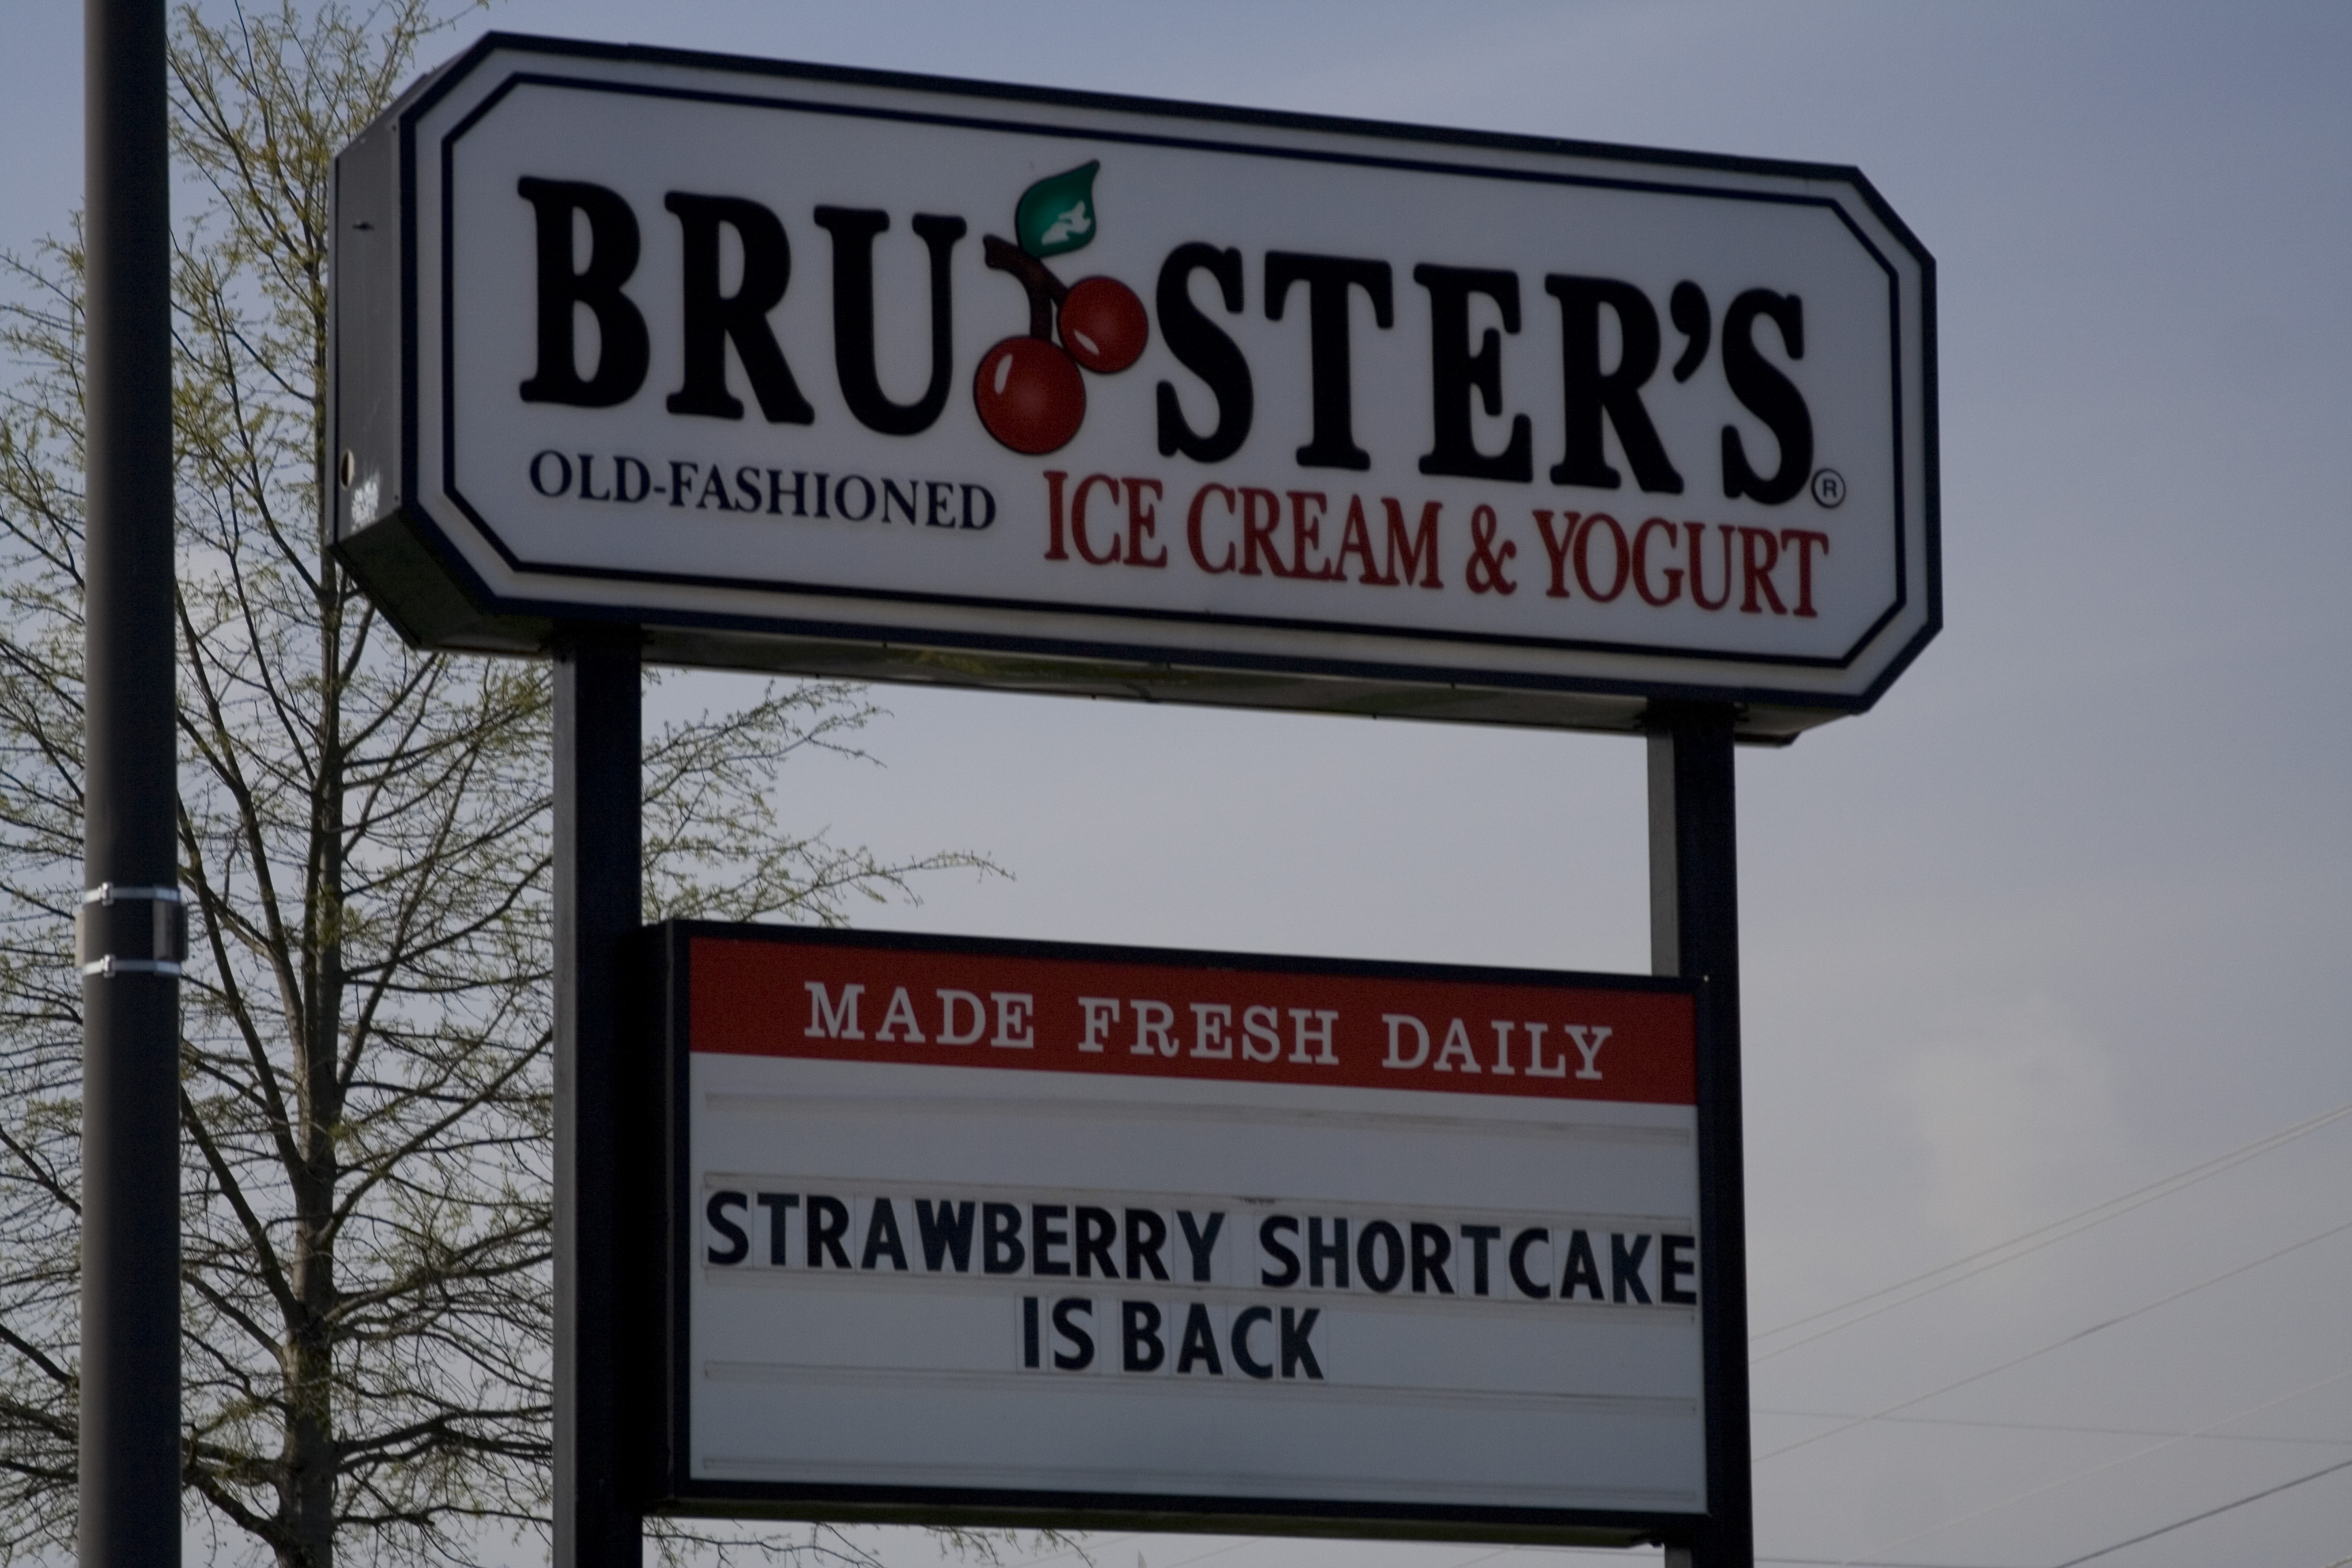 BRUSTER'S®
OLD-FASHIONED ICE CREAM & YOGURT
MADE FRESH DAILY
STRAWBERRY SHORTCAKE
IS BACK